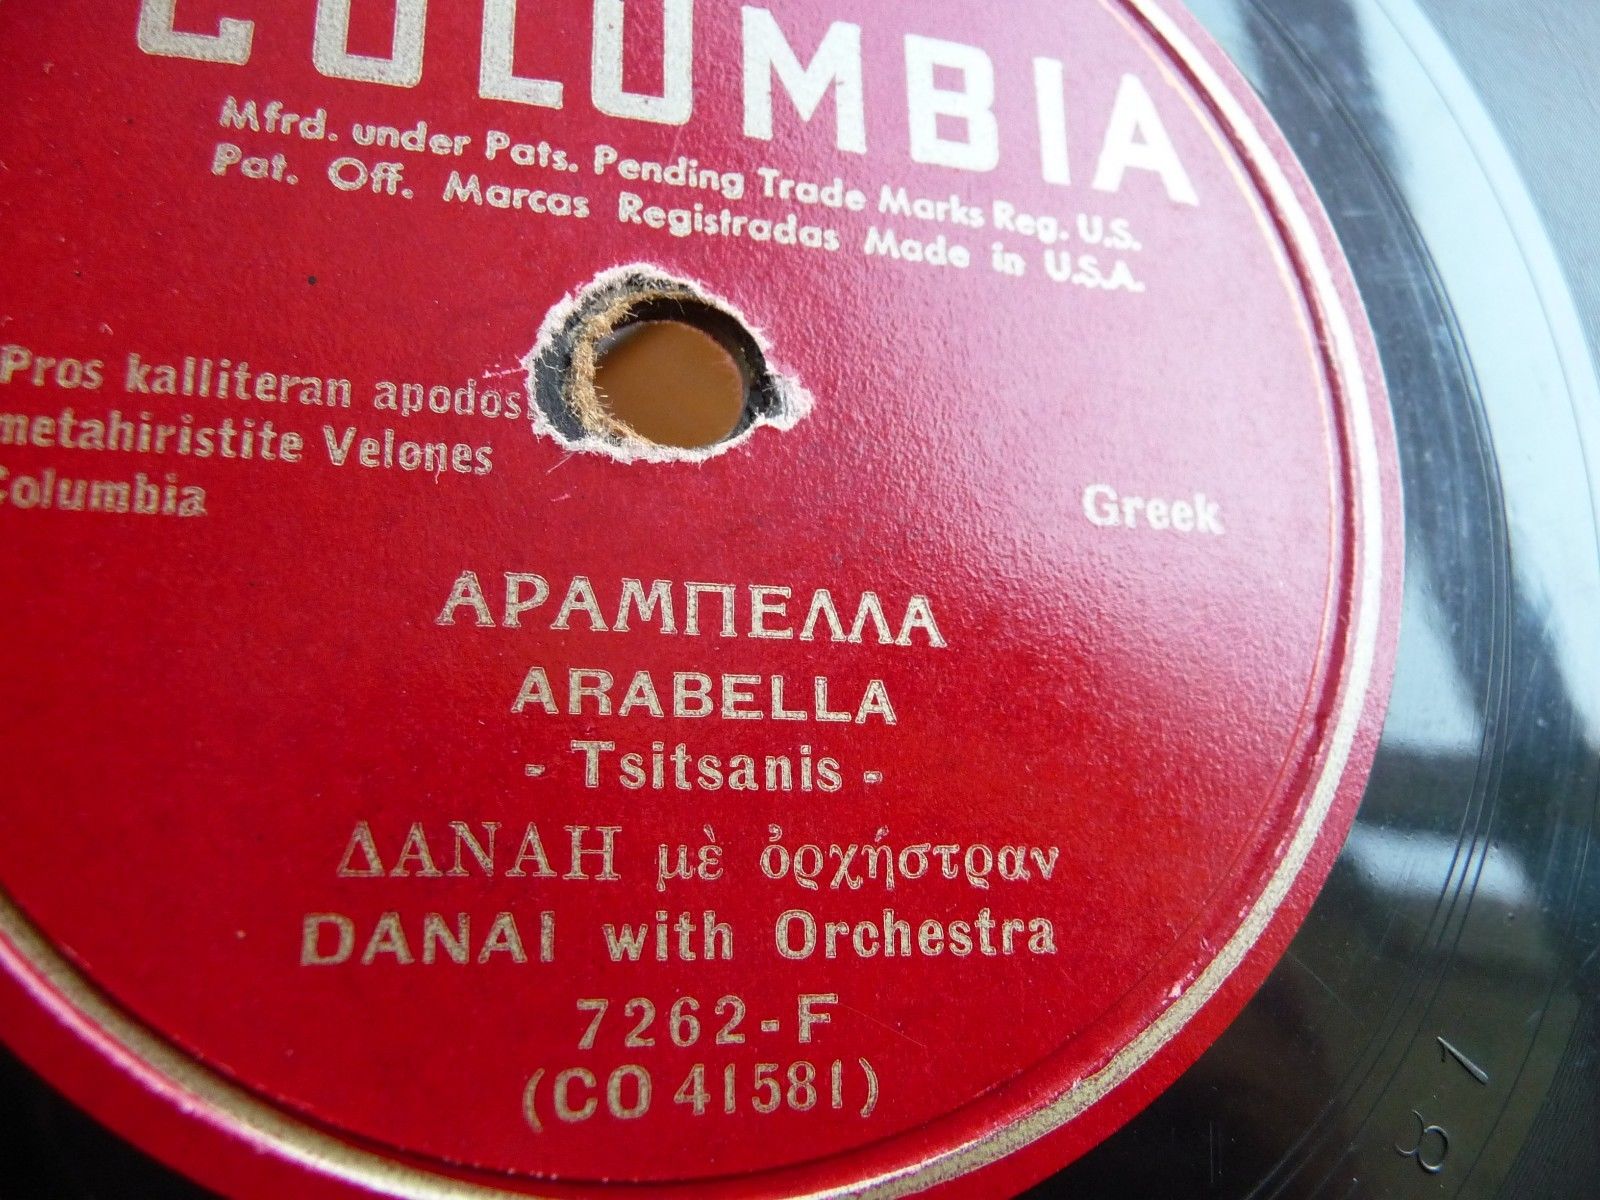 COLUMBIA
Mfrd. under Pats. Pending Trade Marks Reg. U.S.
Pat. Off. Marcas Registradas Made in U.S.A.
Pros kalliteran apodos
metahiristite Velones
Columbia
Greek
ΑΡΑΜΠΕΛΛΑ
ARABELLA
- Tsitsanis -
ΔΑΝΑΗ μὲ ὀρχήστραν
DANAI with Orchestra
7262-F
(CO 41581)
18